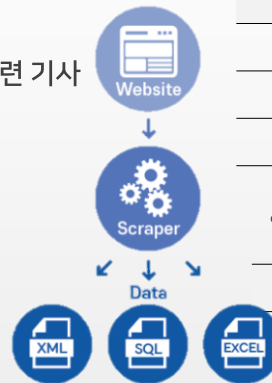 련 기사
Website
Scraper
Data
XML
SQL
EXCEL